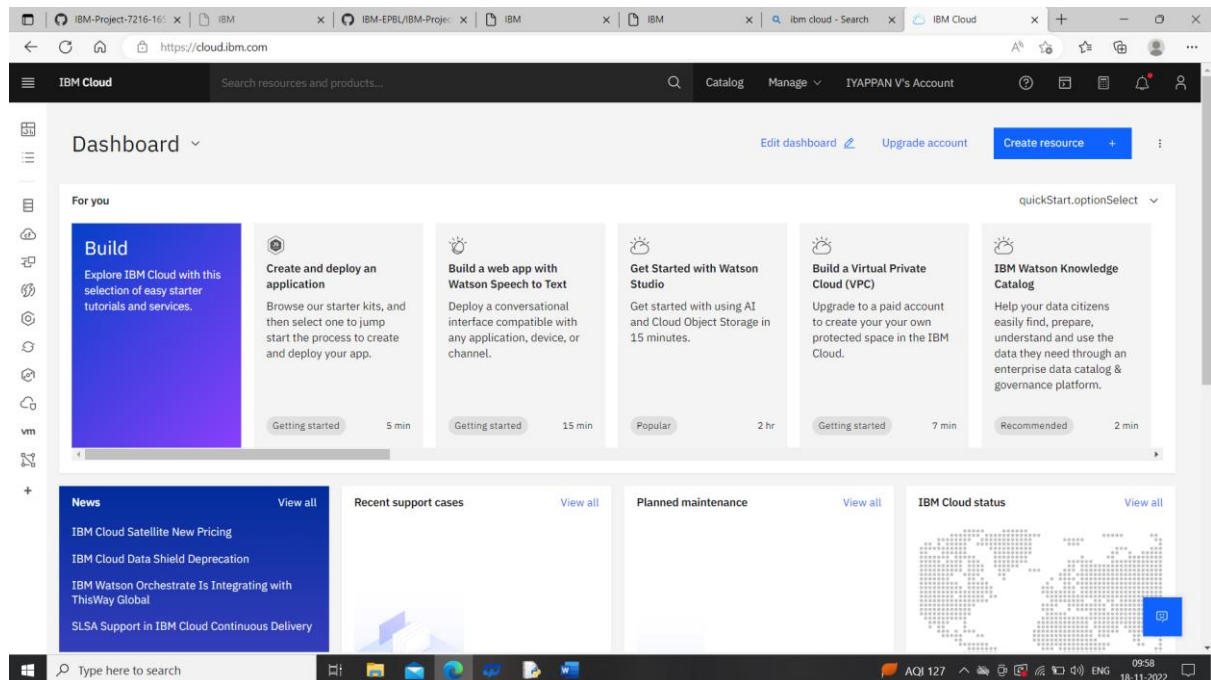 IBM-Project-7216-165
IBM
IBM-EPBL/IBM-Projec
IBM
IBM
ibm cloud - Search
IBM Cloud
https://cloud.ibm.com
IBM Cloud
Search resources and products...
Catalog
Manage
IYAPPAN V's Account
Dashboard
Edit dashboard
Upgrade account
Create resource +
For you
quickStart.optionSelect
Build
Explore IBM Cloud with this
selection of easy starter
tutorials and services.
Create and deploy an
application
Browse our starter kits, and
then select one to jump
start the process to create
and deploy your app.
Getting started 5 min
Build a web app with
Watson Speech to Text
Deploy a conversational
interface compatible with
any application, device, or
channel.
Getting started 15 min
Get Started with Watson
Studio
Get started with using AI
and Cloud Object Storage in
15 minutes.
Popular 2 hr
Build a Virtual Private
Cloud (VPC)
Upgrade to a paid account
to create your your own
protected space in the IBM
Cloud.
Getting started 7 min
IBM Watson Knowledge
Catalog
Help your data citizens
easily find, prepare,
understand and use the
data they need through an
enterprise data catalog &
governance platform.
Recommended 2 min
vm
News View all
IBM Cloud Satellite New Pricing
IBM Cloud Data Shield Deprecation
IBM Watson Orchestrate Is Integrating with
ThisWay Global
SLSA Support in IBM Cloud Continuous Delivery
Recent support cases View all
Planned maintenance View all
IBM Cloud status View all
Type here to search
AQI 127
ENG
09:58
18-11-2022